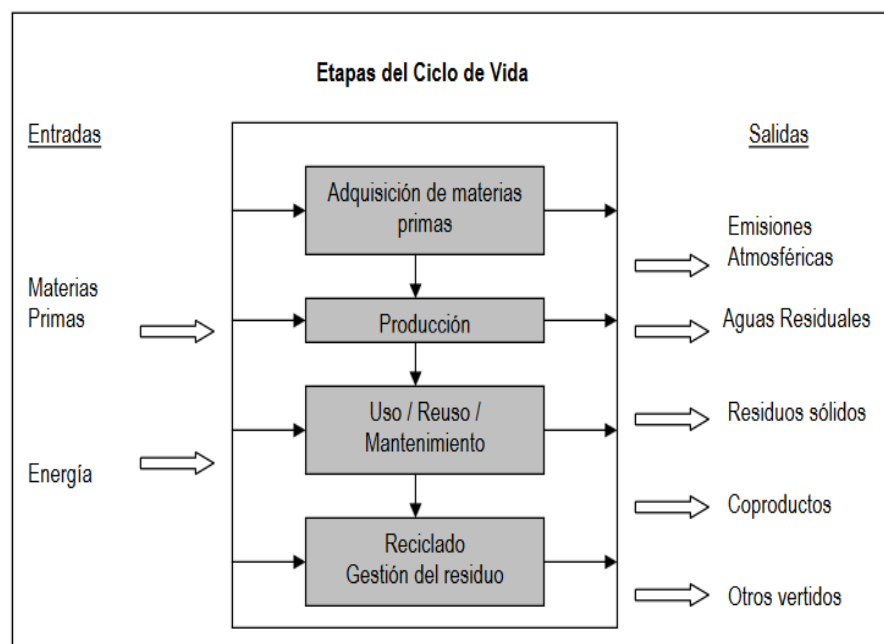 Etapas del Ciclo de Vida
Entradas
Salidas
Adquisición de materias
primas
Emisiones
Atmosféricas
Materias
Primas
Producción
Aguas Residuales
Uso / Reuso /
Mantenimiento
Residuos sólidos
Energía
Coproductos
Reciclado
Gestión del residuo
Otros vertidos